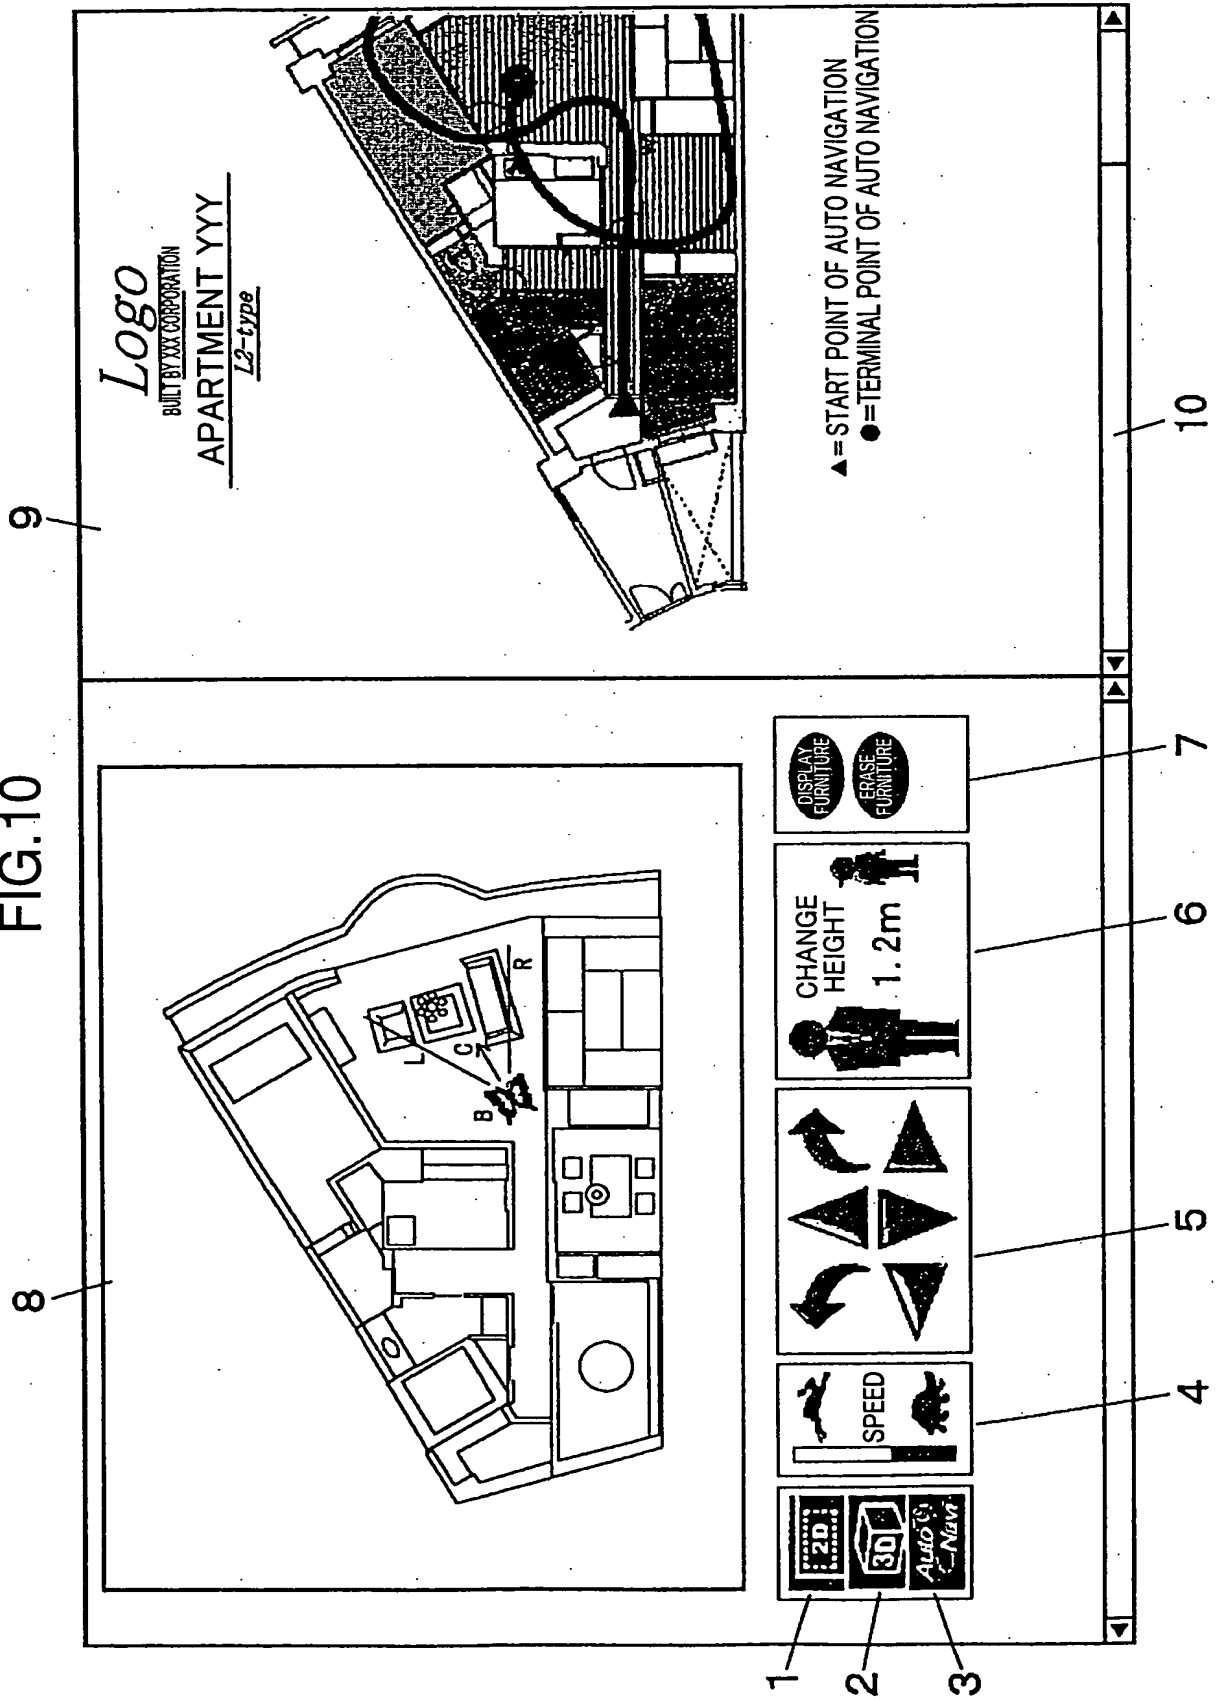 FIG.10
8
9
Logo
BUILT BY XXX CORPORATION
APARTMENT YYY
L2-type
B
L
C
R
▲=START POINT OF AUTO NAVIGATION
●=TERMINAL POINT OF AUTO NAVIGATION
2D
3D
AUTO
NAVI
SPEED
CHANGE
HEIGHT
1.2m
DISPLAY
FURNITURE
ERASE
FURNITURE
1
2
3
4
5
6
7
10